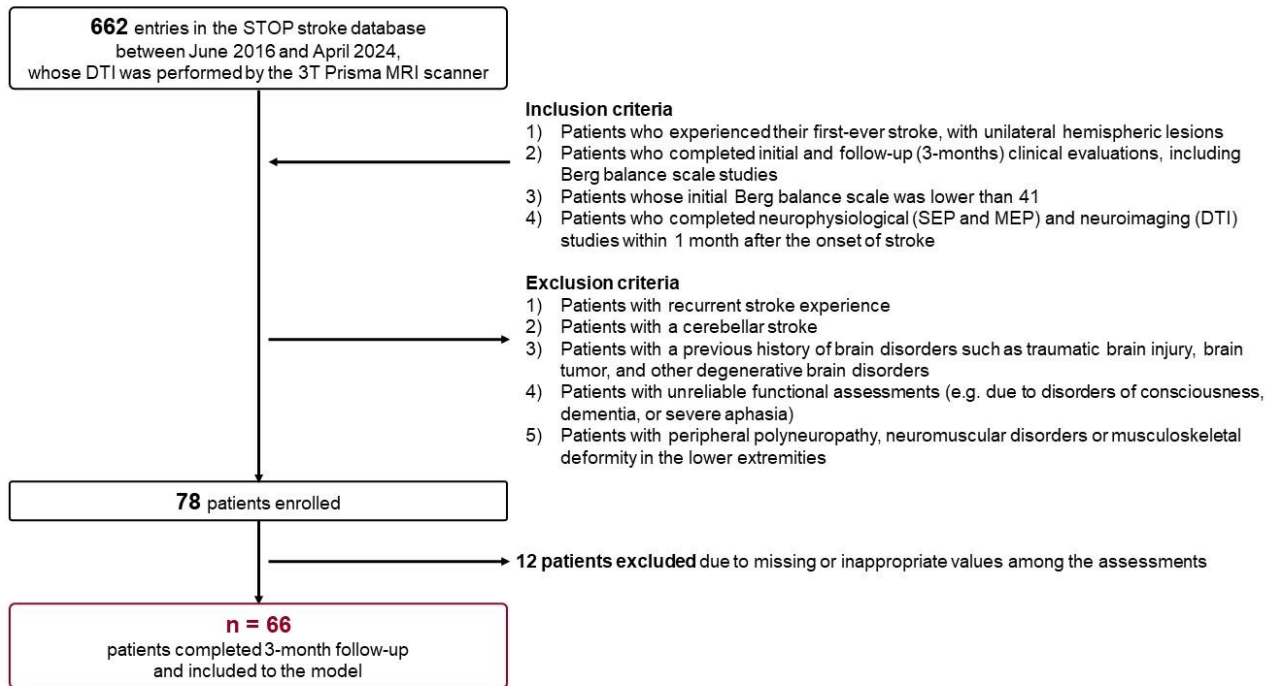 662 entries in the STOP stroke database
between June 2016 and April 2024,
whose DTI was performed by the 3T Prisma MRI scanner
Inclusion criteria
1) Patients who experienced their first-ever stroke, with unilateral hemispheric lesions
2) Patients who completed initial and follow-up (3-months) clinical evaluations, including
Berg balance scale studies
3) Patients whose initial Berg balance scale was lower than 41
4) Patients who completed neurophysiological (SEP and MEP) and neuroimaging (DTI)
studies within 1 month after the onset of stroke
Exclusion criteria
1) Patients with recurrent stroke experience
2) Patients with a cerebellar stroke
3) Patients with a previous history of brain disorders such as traumatic brain injury, brain
tumor, and other degenerative brain disorders
4) Patients with unreliable functional assessments (e.g. due to disorders of consciousness,
dementia, or severe aphasia)
5) Patients with peripheral polyneuropathy, neuromuscular disorders or musculoskeletal
deformity in the lower extremities
78 patients enrolled
12 patients excluded due to missing or inappropriate values among the assessments
n = 66
patients completed 3-month follow-up
and included to the model